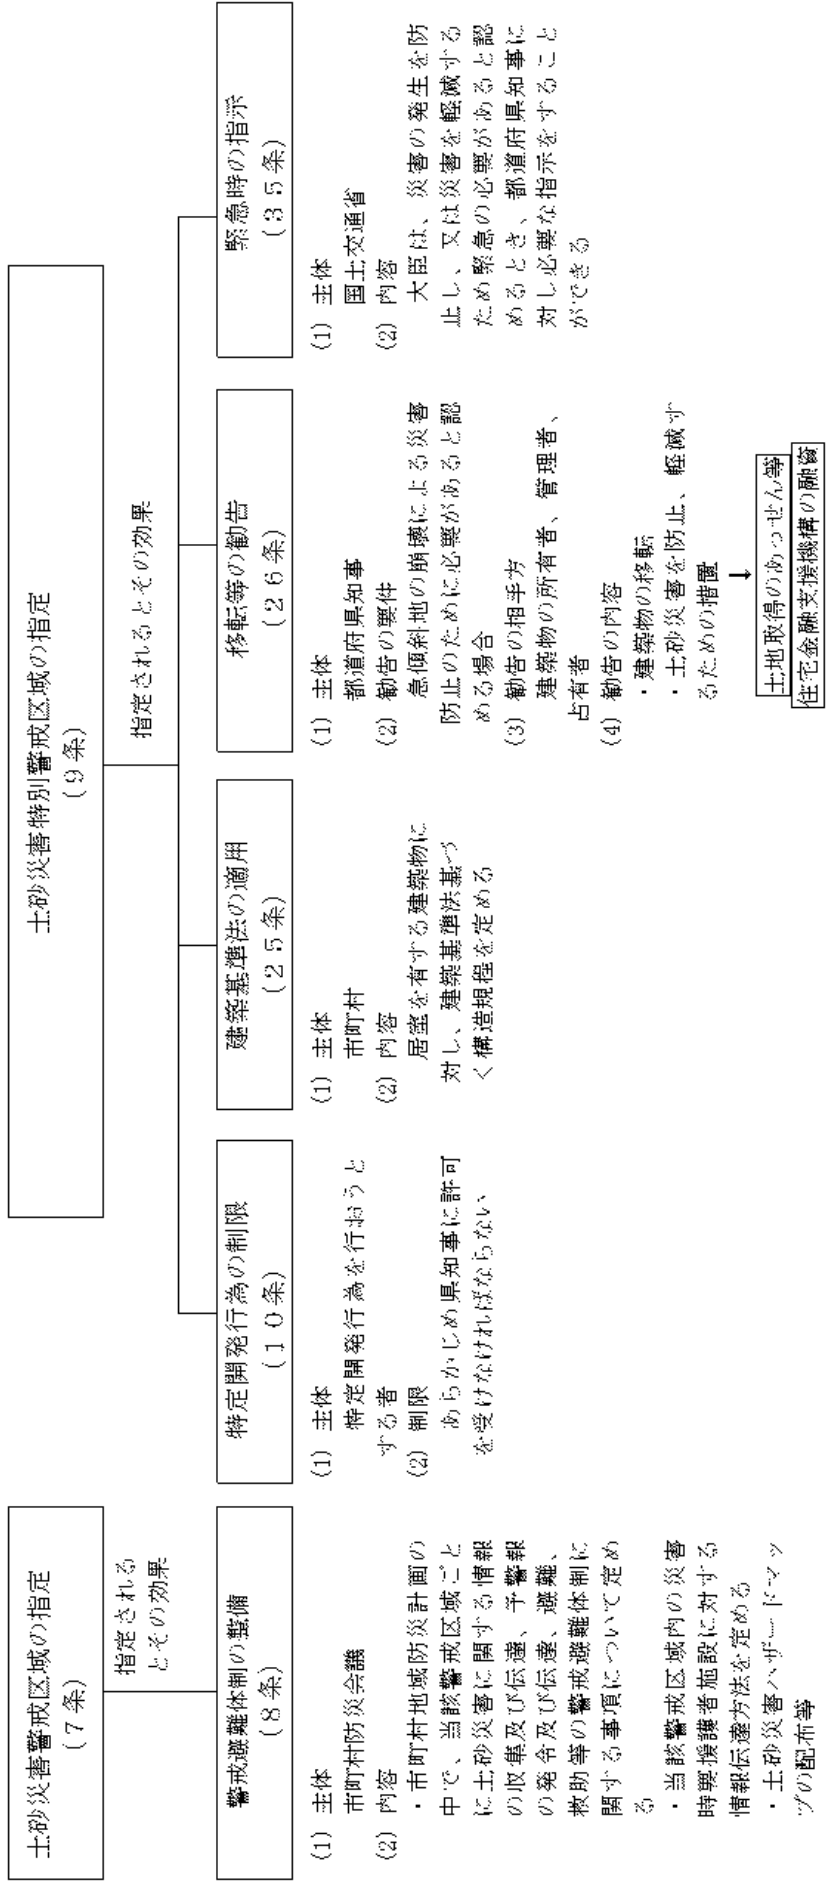 土砂災害警戒区域の指定
(7条)
指定される
とその効果
警戒避難体制の整備
(8条)
(1) 主体
市町村防災会議
(2) 内容
・市町村地域防災計画の
中で、当該警戒区域ごと
に土砂災害に関する情報
の収集及び伝達、予警報
の発令及び伝達、避難、
救助等の警戒避難体制に
関する事項について定め
る
・当該警戒区域内の災害
時要援護者施設に対する
情報伝達方法を定める
・土砂災害ハザードマッ
プの配布等
土砂災害特別警戒区域の指定
(9条)
指定されるとその効果
特定開発行為の制限
(10条)
(1) 主体
特定開発行為を行おうと
する者
(2) 制限
あらかじめ県知事に許可
を受けなければならない
建築基準法の適用
(25条)
(1) 主体
市町村
(2) 内容
居室を有する建築物に
対し、建築基準法基づ
く構造規程を定める
移転等の勧告
(26条)
(1) 主体
都道府県知事
(2) 勧告の要件
急傾斜地の崩壊による災害
防止のために必要があると認
める場合
(3) 勧告の相手方
建築物の所有者、管理者、
占有者
(4) 勧告の内容
・建築物の移転
・土砂災害を防止、軽減す
るための措置
→
土地取得のあっせん等
住宅金融支援機構の融資
緊急時の指示
(35条)
(1) 主体
国土交通省
(2) 内容
大臣は、災害の発生を防
止し、又は災害を軽減する
ため緊急の必要があると認
めるとき、都道府県知事に
対し必要な指示をすること
ができる